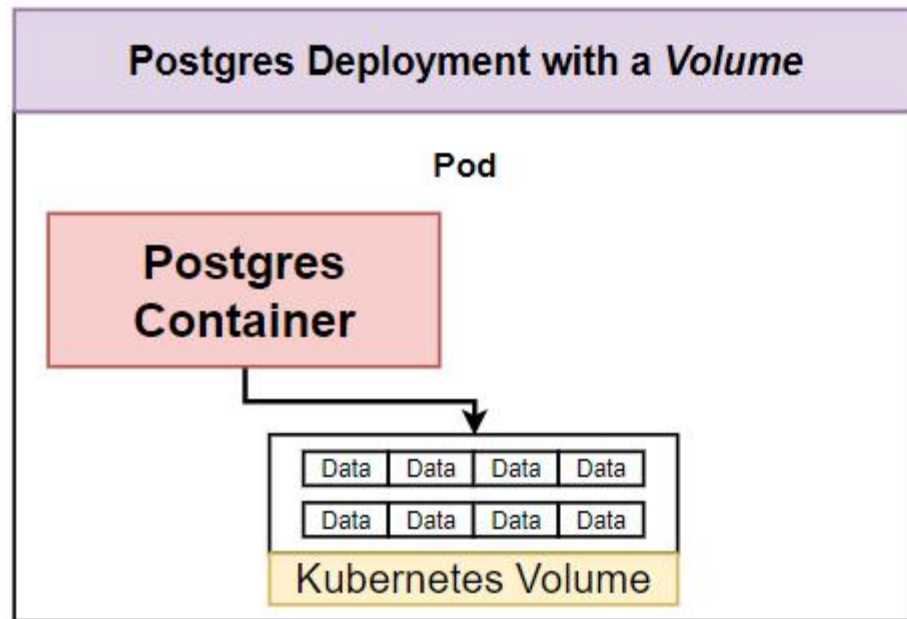 Postgres Deployment with a Volume
Pod
Postgres
Container
Data Data Data Data
Data Data Data Data
Kubernetes Volume